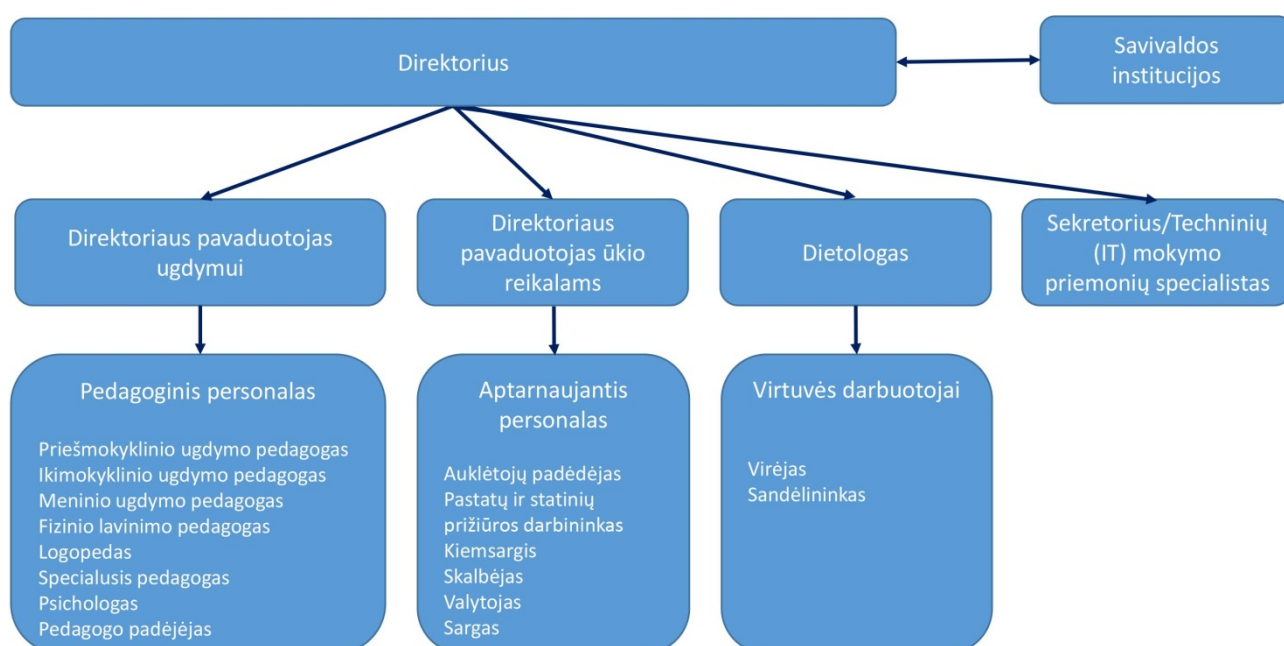 Direktorius
Savivaldos
institucijos
Direktoriaus pavaduotojas
ugdymui
Direktoriaus
pavaduotojas ūkio
reikalams
Dietologas
Sekretorius/Techninių
(IT) mokymo
priemonių specialistas
Pedagoginis personalas
Priešmokyklinio ugdymo pedagogas
Ikimokyklinio ugdymo pedagogas
Meninio ugdymo pedagogas
Fizinio lavinimo pedagogas
Logopedas
Specialusis pedagogas
Psichologas
Pedagogo padėjėjas
Aptarnaujantis
personalas
Auklėtojų padėdėjas
Pastatų ir statinių
prižiūros darbininkas
Kiemsargis
Skalbėjas
Valytojas
Sargas
Virtuvės darbuotojai
Virėjas
Sandėlininkas